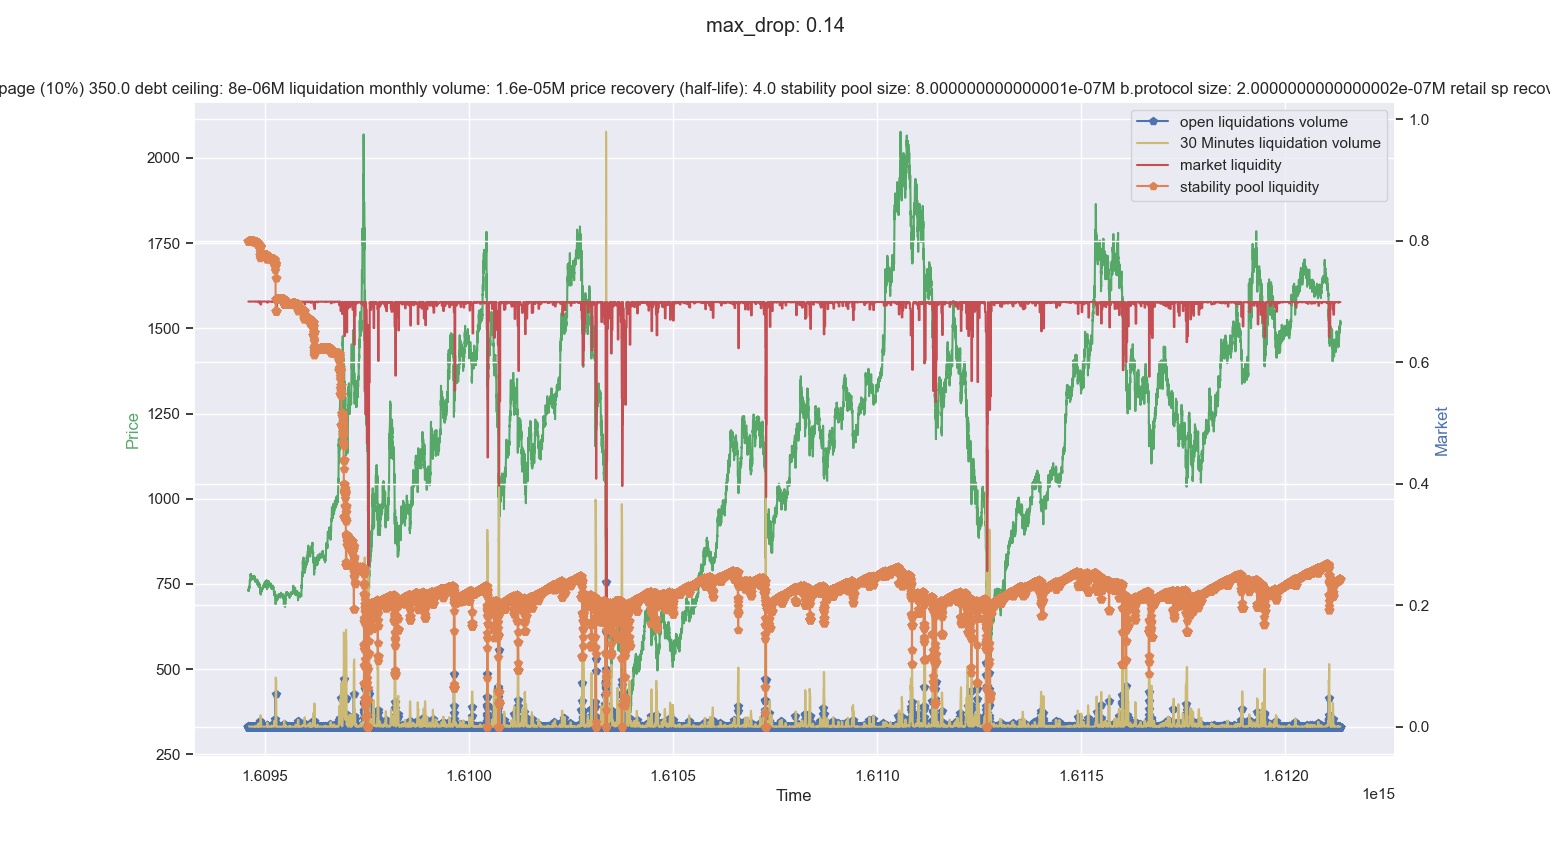 max_drop: 0.14
page (10%) 350.0 debt ceiling: 8e-06M liquidation monthly volume: 1.6e-05M price recovery (half-life): 4.0 stability pool size: 8.000000000000001e-07M b.protocol size: 2.0000000000000002e-07M retail sp recov
open liquidations volume
30 Minutes liquidation volume
market liquidity
stability pool liquidity
2000
1750
1500
1250
1000
750
500
250
Price
1.0
0.8
0.6
0.4
0.2
0.0
Market
1.6095 1.6100 1.6105 1.6110 1.6115 1.6120
1e15
Time